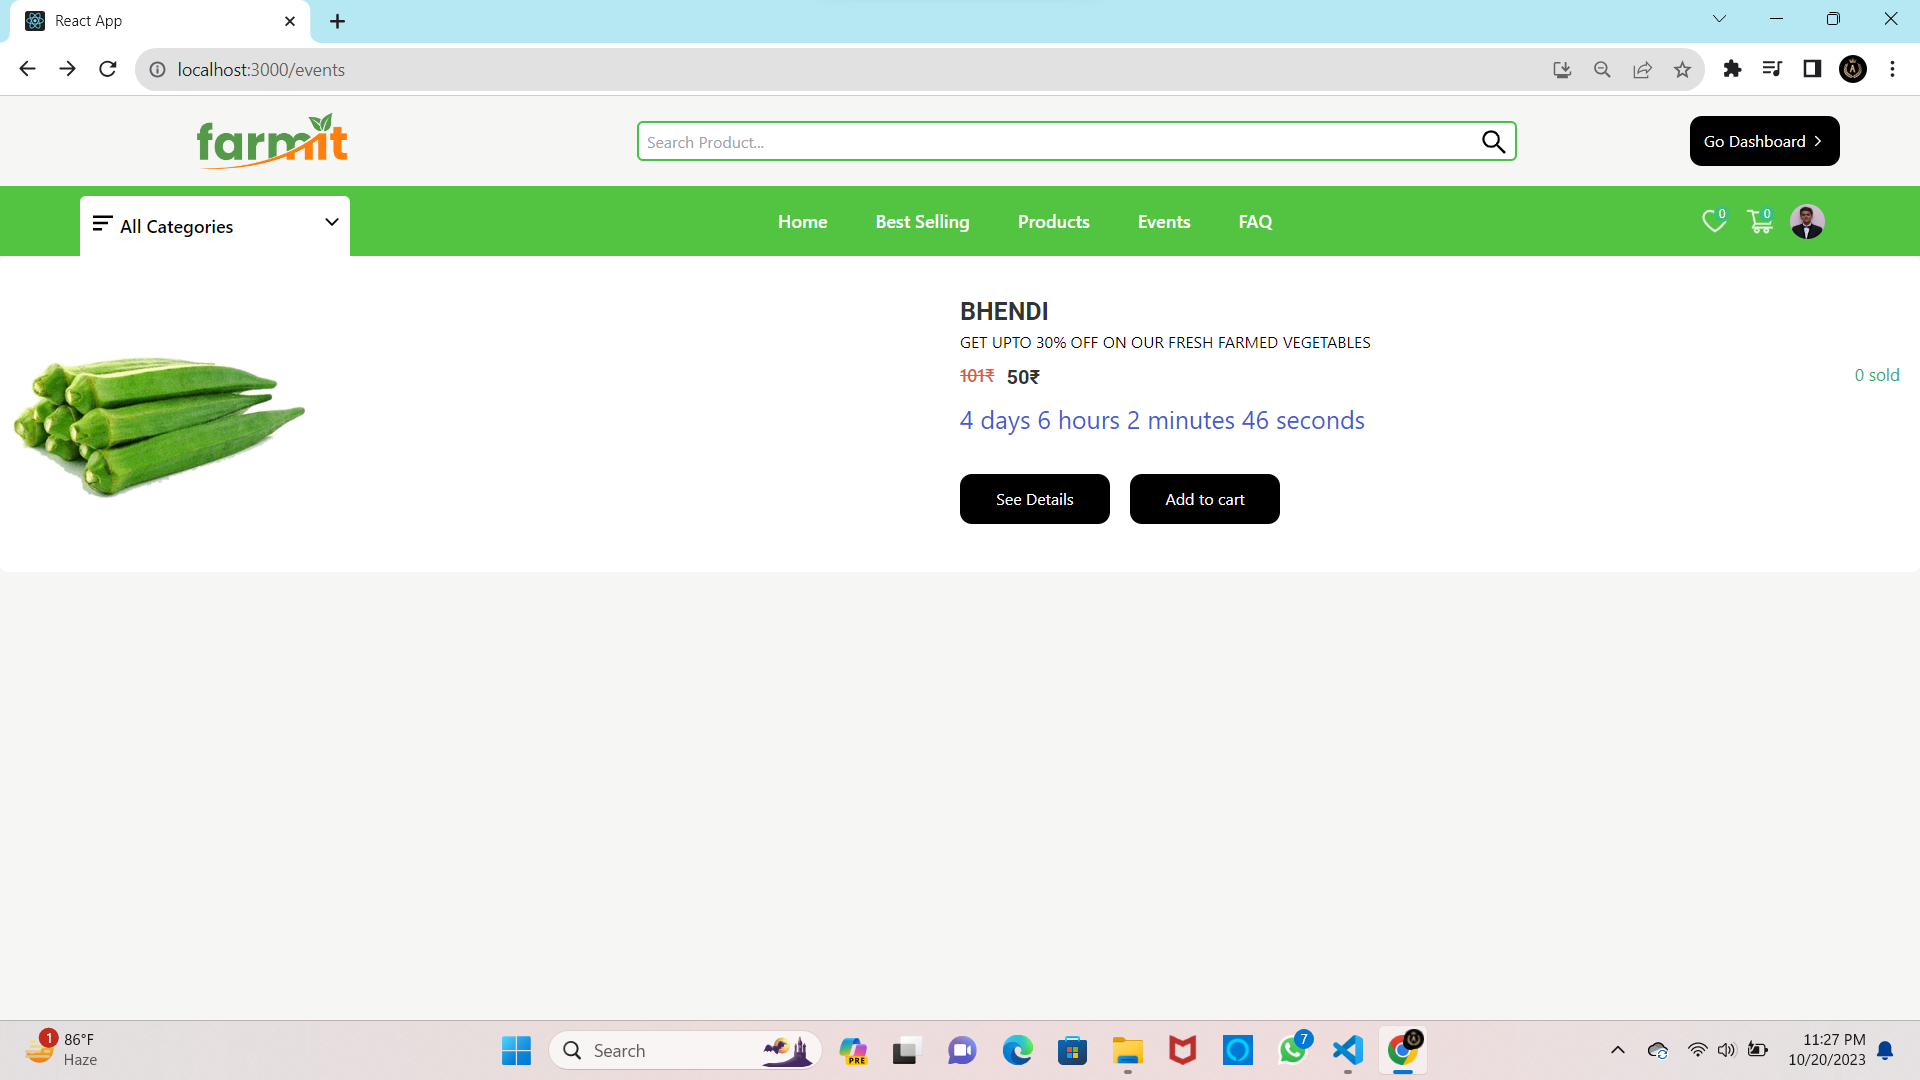 React App
localhost:3000/events
farmit
Search Product...
Go Dashboard
All Categories
Home
Best Selling
Products
Events
FAQ
0
0
BHENDI
GET UPTO 30% OFF ON OUR FRESH FARMED VEGETABLES
101₹ 50₹
0 sold
4 days 6 hours 2 minutes 46 seconds
See Details
Add to cart
1
86°F
Haze
Search
PRE
7
11:27 PM
10/20/2023